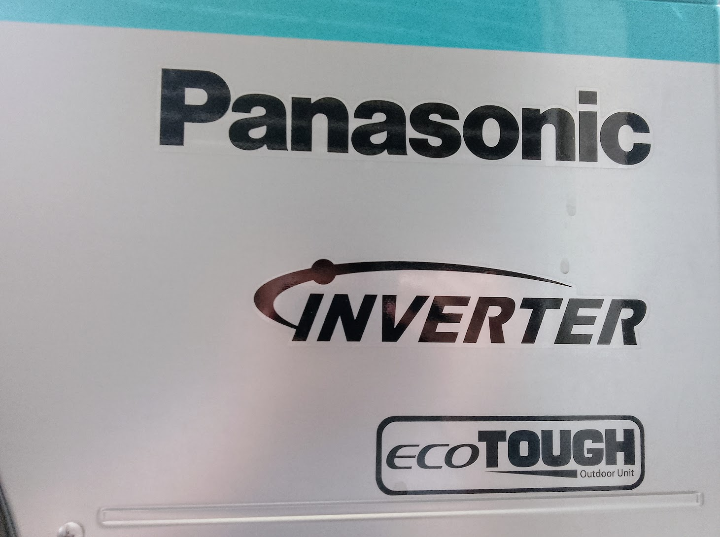 Panasonic
INVERTER
ecoTOUGH
Outdoor Unit